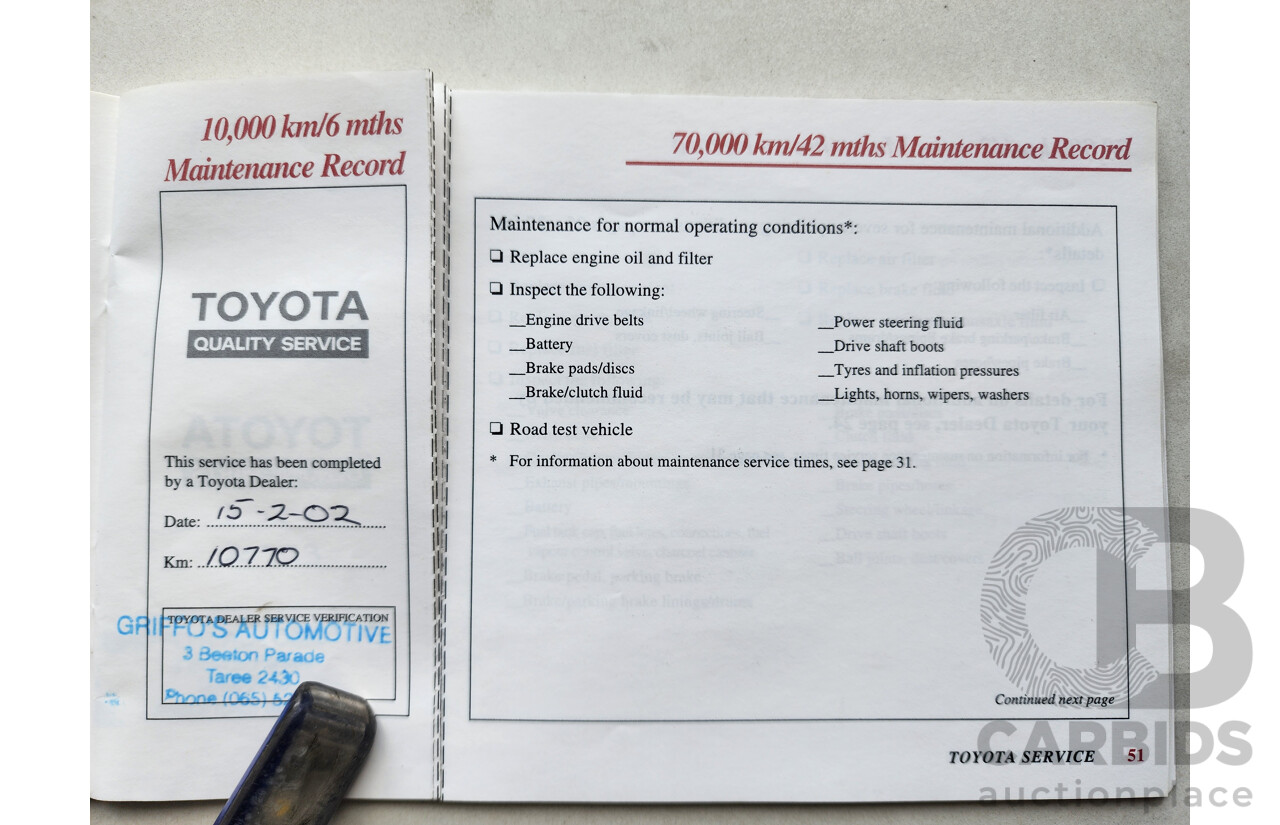 10,000 km/6 mths
Maintenance Record
TOYOTA
QUALITY SERVICE
This service has been completed
by a Toyota Dealer:
Date: 15-2-02
Km: 10770
TOYOTA DEALER SERVICE VERIFICATION
GRIFFO'S AUTOMOTIVE
3 Beeton Parade
Taree 2430
Phone (065) 52
70,000 km/42 mths Maintenance Record
Maintenance for normal operating conditions*:
❏ Replace engine oil and filter
❏ Inspect the following:
__Engine drive belts
__Battery
__Brake pads/discs
__Brake/clutch fluid
__Power steering fluid
__Drive shaft boots
__Tyres and inflation pressures
__Lights, horns, wipers, washers
❏ Road test vehicle
* For information about maintenance service times, see page 31.
Continued next page
TOYOTA SERVICE 51
CB
CARBIDS
auctionplace